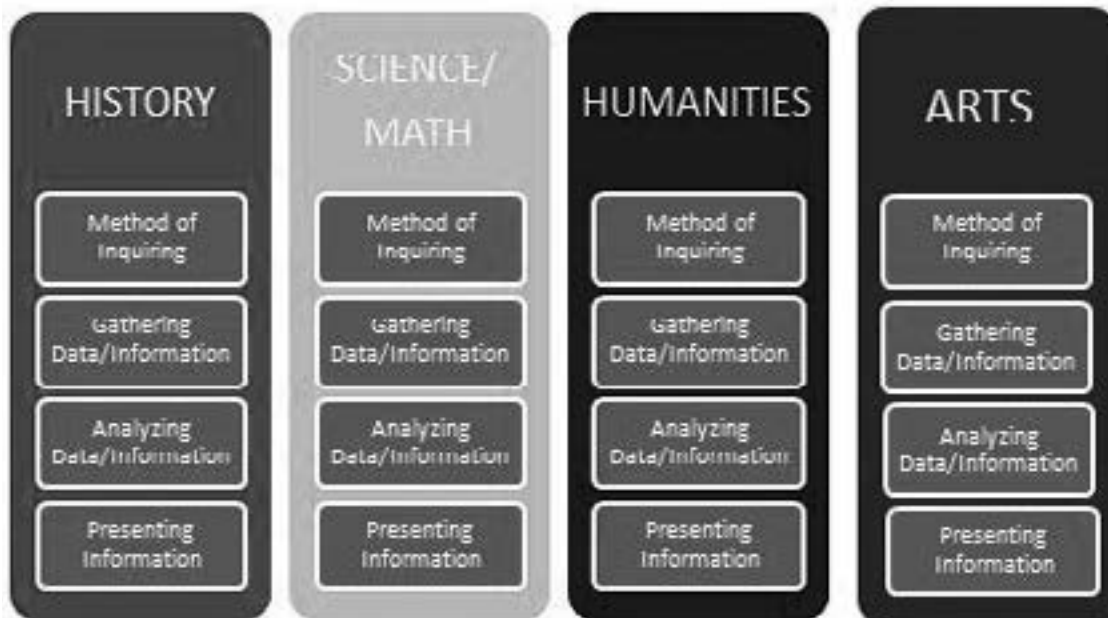 HISTORY
Method of
Inquiring
Gathering
Data/Information
Analyzing
Data/Information
Presenting
Information
SCIENCE/
MATH
Method of
Inquiring
Gathering
Data/Information
Analyzing
Data/Information
Presenting
Information
HUMANITIES
Method of
Inquiring
Gathering
Data/Information
Analyzing
Data/Information
Presenting
Information
ARTS
Method of
Inquiring
Gathering
Data/Information
Analyzing
Data/Information
Presenting
Information